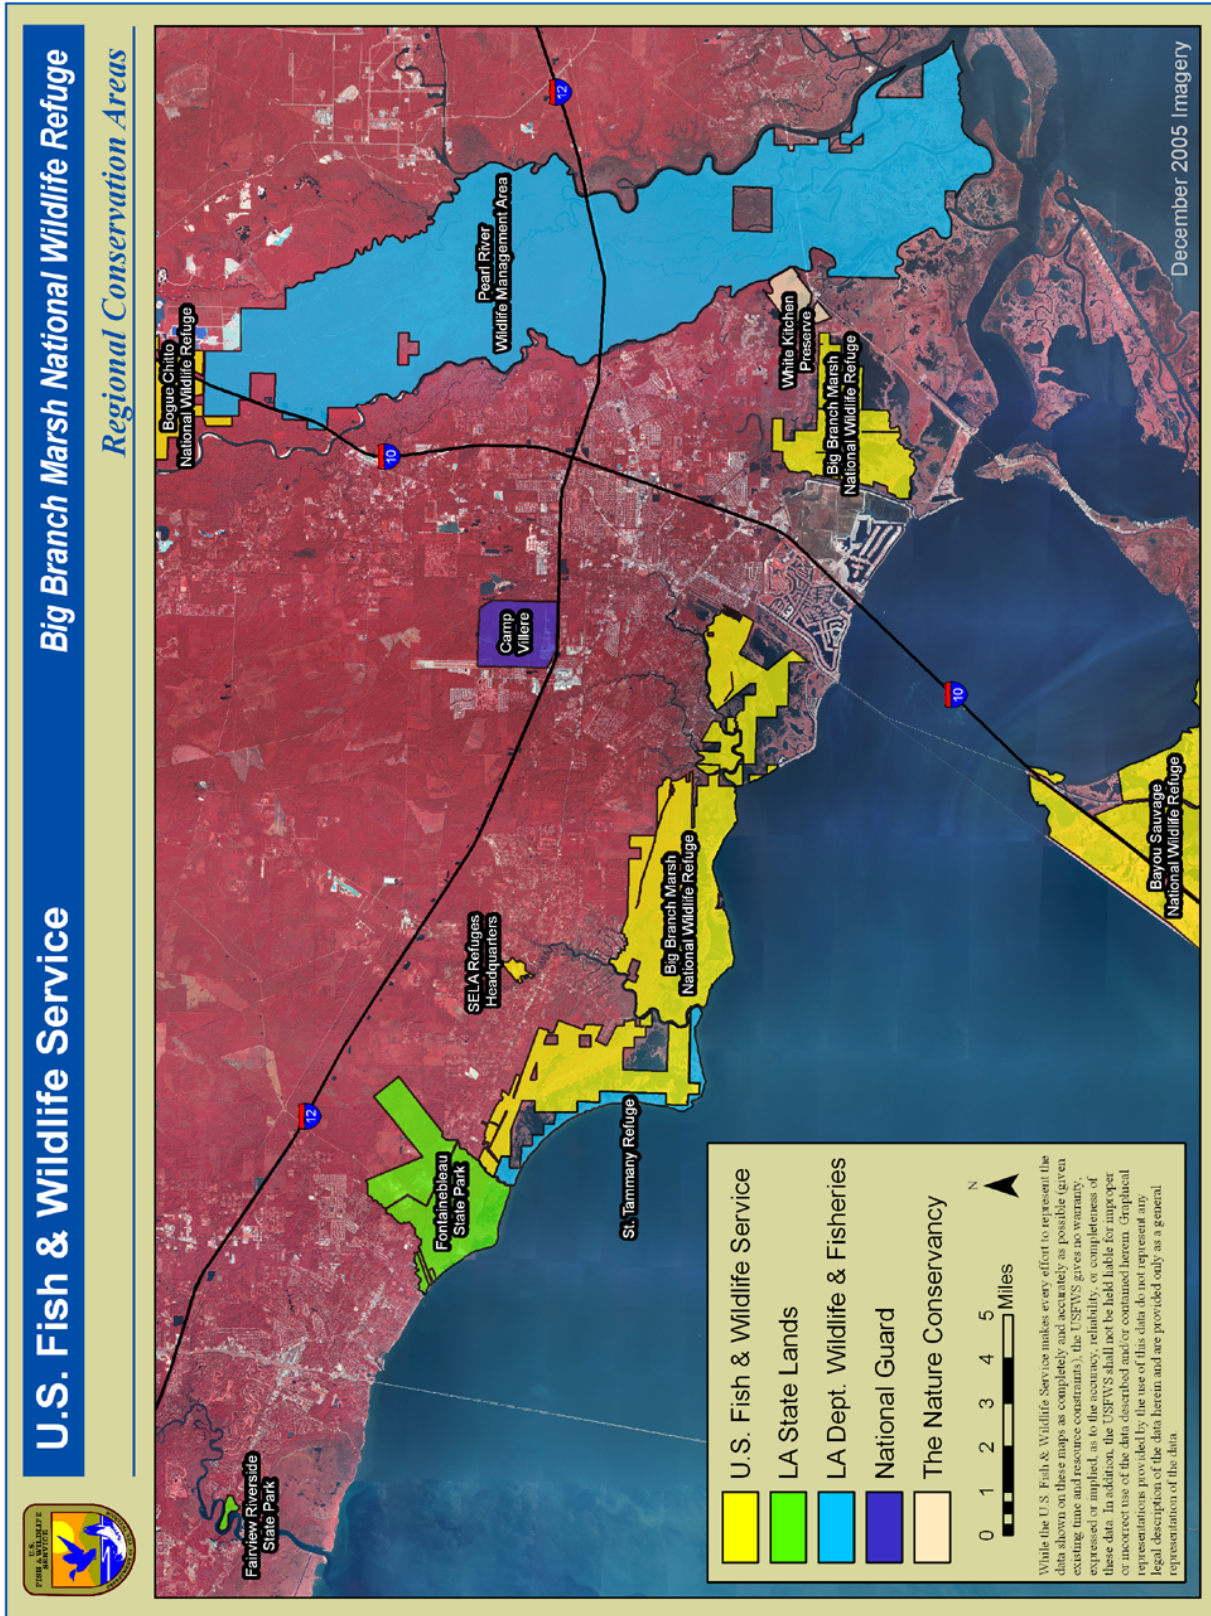 U.S. Fish & Wildlife Service
Big Branch Marsh National Wildlife Refuge
Regional Conservation Areas
U.S.
FISH & WILDLIFE
SERVICE
Fairview Riverside
State Park
12
Fontainebleau
State Park
SELA Refuges
Headquarters
St. Tammany Refuge
Big Branch Marsh
National Wildlife Refuge
Camp
Villere
10
Bogue Chitto
National Wildlife Refuge
Pearl River
Wildlife Management Area
12
White Kitchen
Preserve
Big Branch Marsh
National Wildlife Refuge
10
Bayou Sauvage
National Wildlife Refuge
December 2005 Imagery
U.S. Fish & Wildlife Service
LA State Lands
LA Dept. Wildlife & Fisheries
National Guard
The Nature Conservancy
N
0 1 2 3 4 5
Miles
While the U.S. Fish & Wildlife Service makes every effort to represent the
data shown on these maps as completely and accurately as possible (given
existing time and resource constraints), the USFWS gives no warranty,
expressed or implied, as to the accuracy, reliability, or completeness of
these data. In addition, the USFWS shall not be held liable for improper
or incorrect use of the data described and/or contained herein. Graphical
representations provided by the use of this data do not represent any
legal description of the data herein and are provided only as a general
representation of the data.